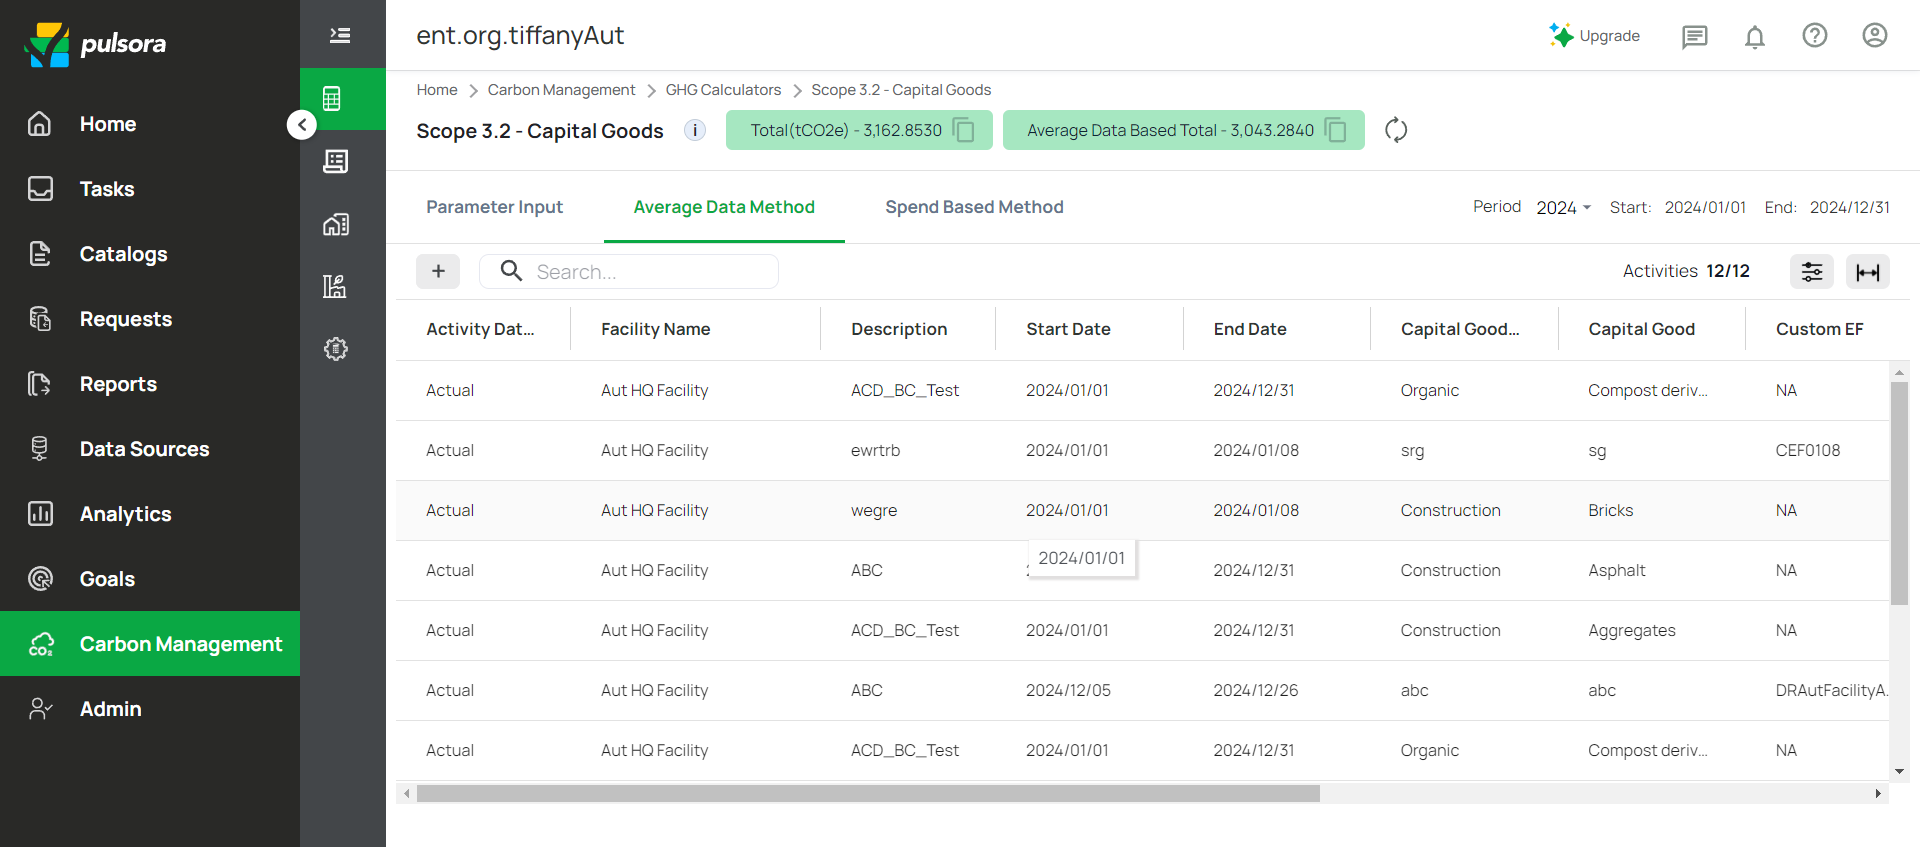 pulsora
Home
Tasks
Catalogs
Requests
Reports
Data Sources
Analytics
Goals
CO₂ Carbon Management
Admin
ent.org.tiffanyAut
Upgrade
Home > Carbon Management > GHG Calculators > Scope 3.2 - Capital Goods
Scope 3.2 - Capital Goods i Total(tCO2e) - 3,162.8530 Average Data Based Total - 3,043.2840
Parameter Input Average Data Method Spend Based Method Period 2024 Start: 2024/01/01 End: 2024/12/31
+ Search... Activities 12/12
Activity Dat... Facility Name Description Start Date End Date Capital Good... Capital Good Custom EF
Actual Aut HQ Facility ACD_BC_Test 2024/01/01 2024/12/31 Organic Compost deriv... NA
Actual Aut HQ Facility ewrtrb 2024/01/01 2024/01/08 srg sg CEF0108
Actual Aut HQ Facility wegre 2024/01/01 2024/01/08 Construction Bricks NA
2024/01/01
Actual Aut HQ Facility ABC 2024/12/31 Construction Asphalt NA
Actual Aut HQ Facility ACD_BC_Test 2024/01/01 2024/12/31 Construction Aggregates NA
Actual Aut HQ Facility ABC 2024/12/05 2024/12/26 abc abc DRAutFacilityA.
Actual Aut HQ Facility ACD_BC_Test 2024/01/01 2024/12/31 Organic Compost deriv... NA